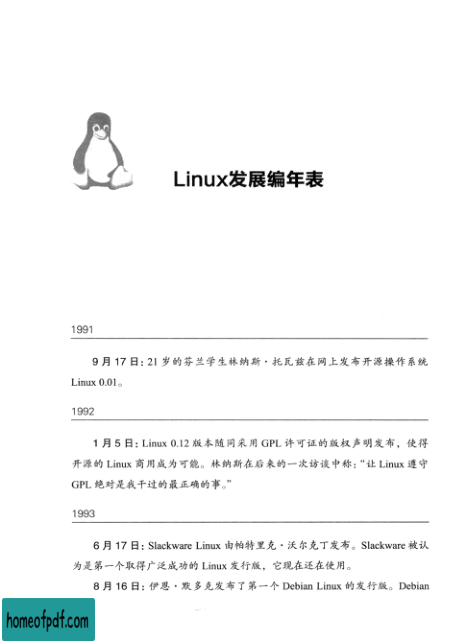 Linux发展编年表
1991
9 月 17 日：21 岁的芬兰学生林纳斯·托瓦兹在网上发布开源操作系统
Linux 0.01。
1992
1 月 5 日：Linux 0.12 版本随同采用 GPL 许可证的版权声明发布，使得
开源的 Linux 商用成为可能。林纳斯在后来的一次访谈中称：“让 Linux 遵守
GPL 绝对是我干过的最正确的事。”
1993
6 月 17 日：Slackware Linux 由帕特里克·沃尔克丁发布。Slackware 被认
为是第一个取得广泛成功的 Linux 发行版，它现在还在使用。
8 月 16 日：伊恩·默多克发布了第一个 Debian Linux 的发行版。Debian
homeofpdf.com